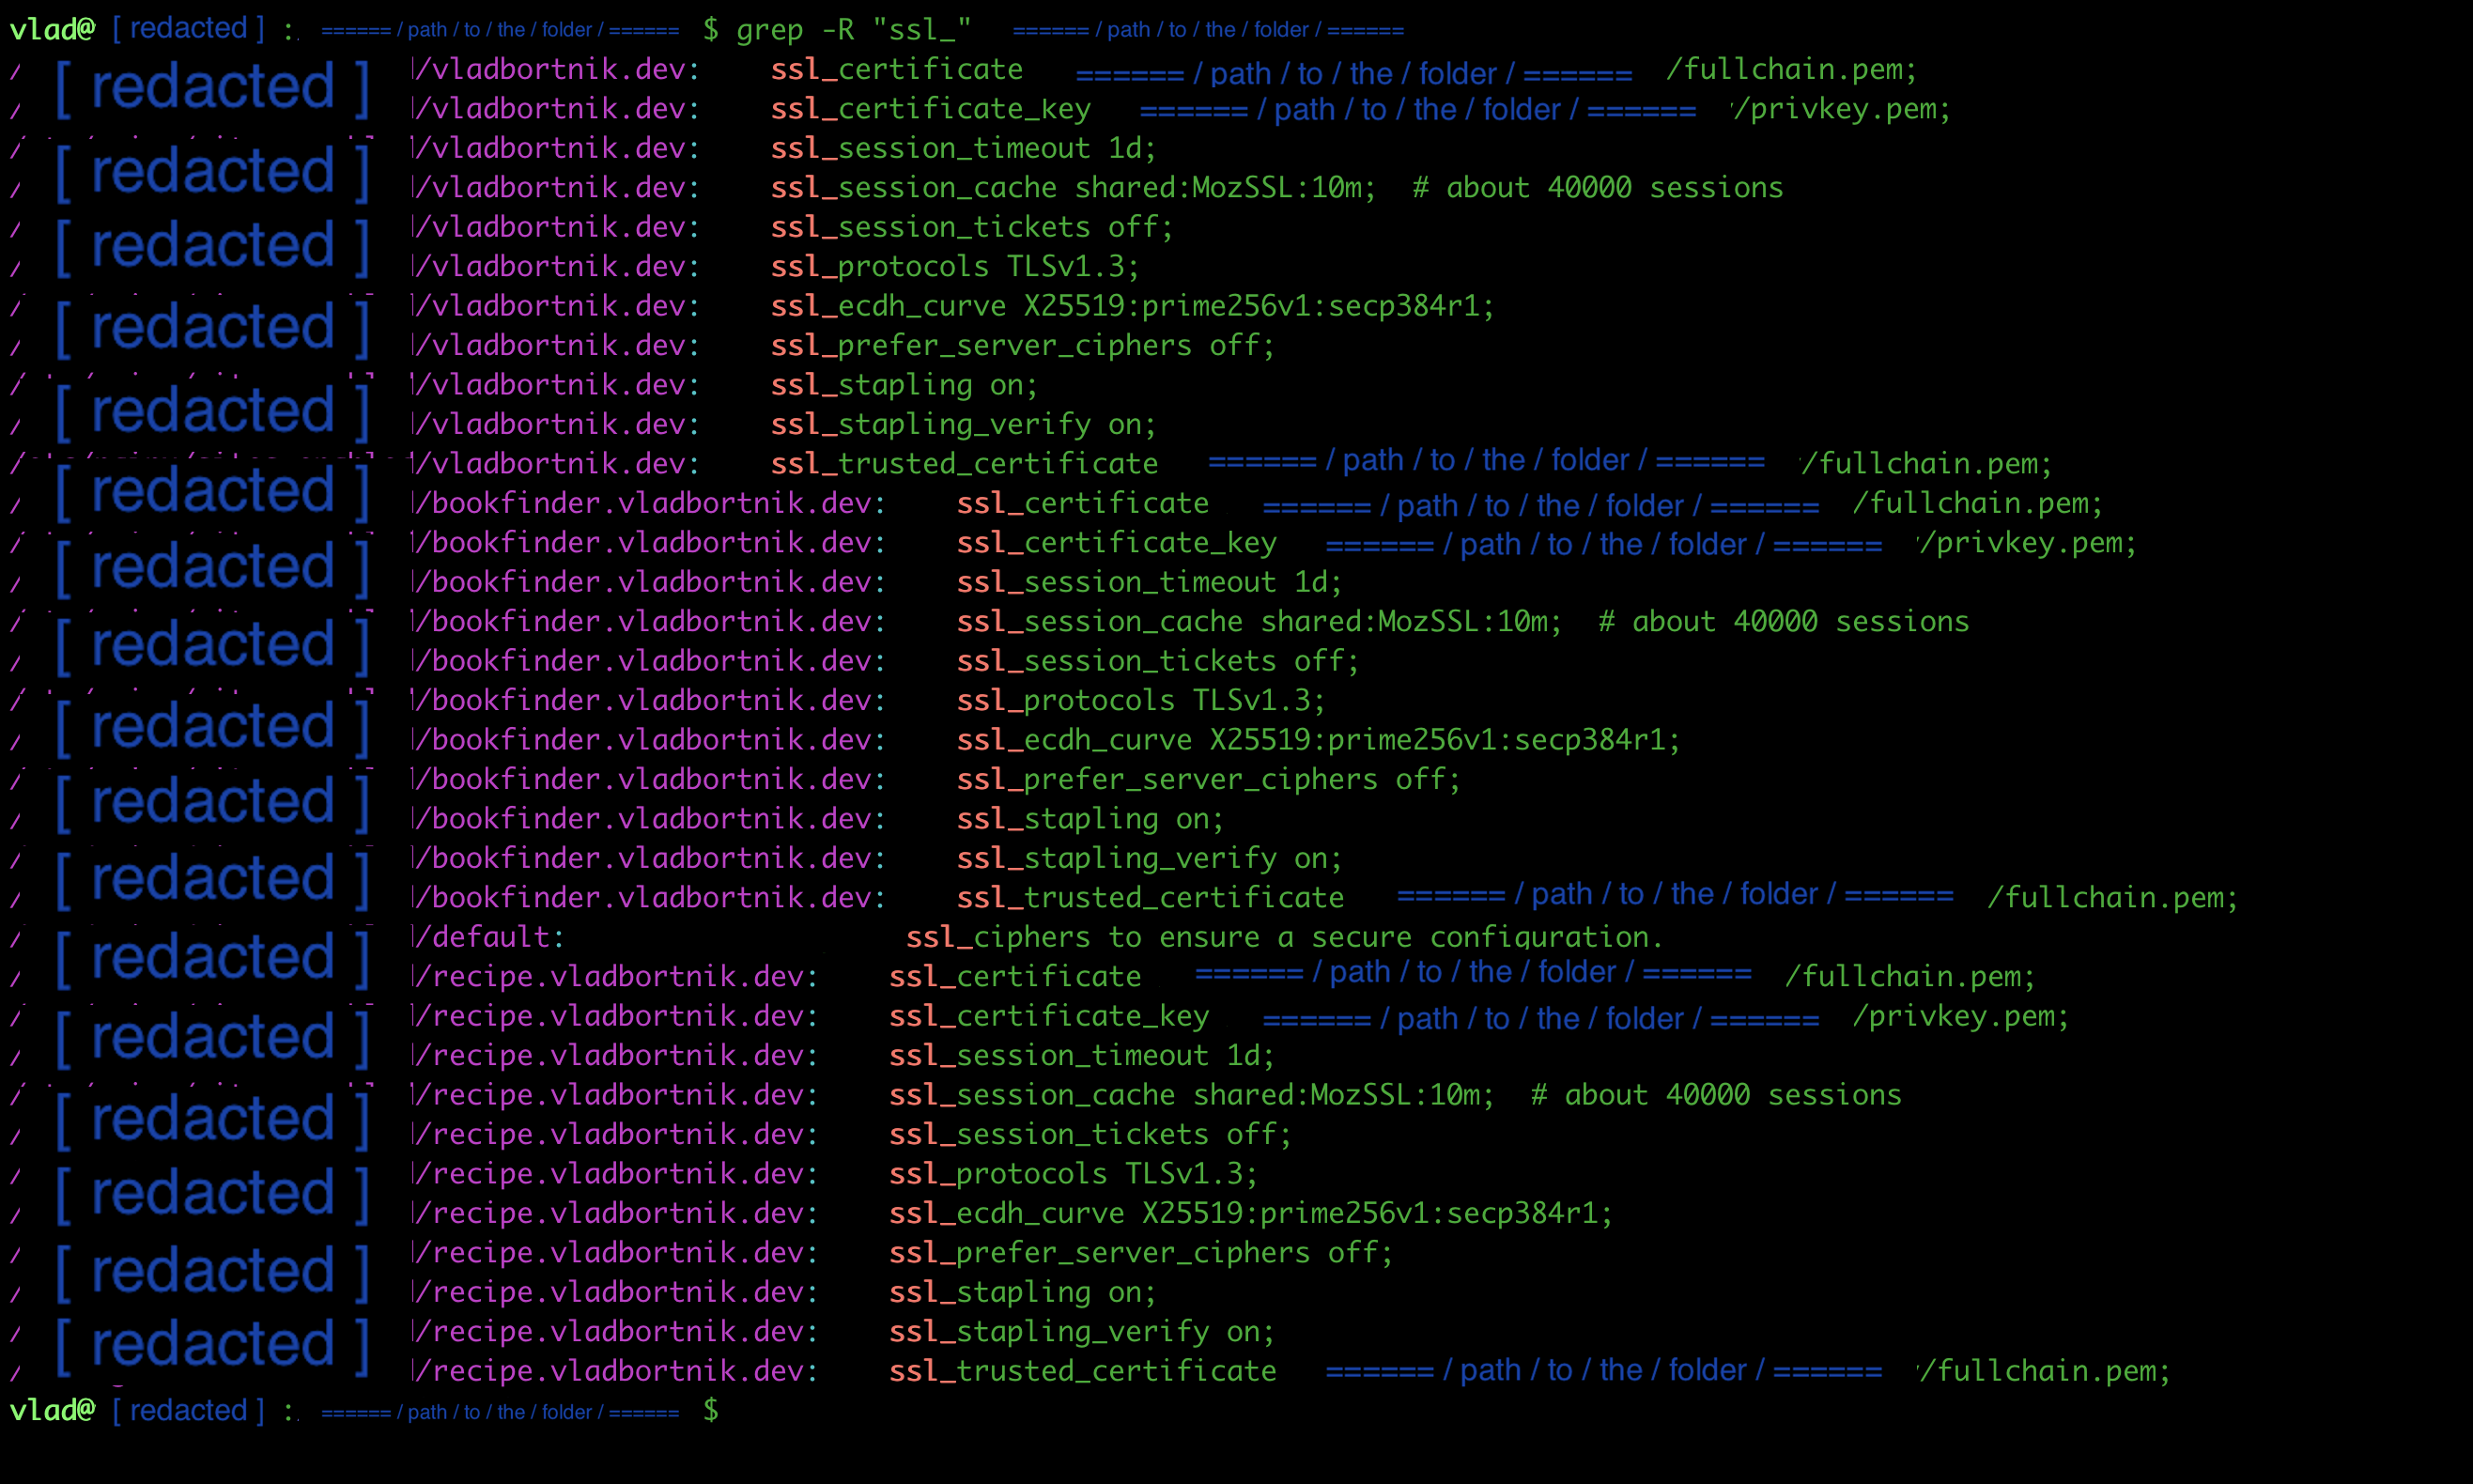 vlad@ [ redacted ] : ====== / path / to / the / folder / ====== $ grep -R "ssl_" ====== / path / to / the / folder / ======
/ [ redacted ] /vladbortnik.dev: ssl_certificate ====== / path / to / the / folder / ====== /fullchain.pem;
/ /vladbortnik.dev: ssl_certificate_key ====== / path / to / the / folder / ====== /privkey.pem;
/ [ redacted ] /vladbortnik.dev: ssl_session_timeout 1d;
/ /vladbortnik.dev: ssl_session_cache shared:MozSSL:10m; # about 40000 sessions
/ [ redacted ] /vladbortnik.dev: ssl_session_tickets off;
/ /vladbortnik.dev: ssl_protocols TLSv1.3;
/ [ redacted ] /vladbortnik.dev: ssl_ecdh_curve X25519:prime256v1:secp384r1;
/ /vladbortnik.dev: ssl_prefer_server_ciphers off;
/ [ redacted ] /vladbortnik.dev: ssl_stapling on;
/ /vladbortnik.dev: ssl_stapling_verify on;
/ [ redacted ] /vladbortnik.dev: ssl_trusted_certificate ====== / path / to / the / folder / ====== /fullchain.pem;
/ /bookfinder.vladbortnik.dev: ssl_certificate ====== / path / to / the / folder / ====== /fullchain.pem;
/ [ redacted ] /bookfinder.vladbortnik.dev: ssl_certificate_key ====== / path / to / the / folder / ====== /privkey.pem;
/ /bookfinder.vladbortnik.dev: ssl_session_timeout 1d;
/ [ redacted ] /bookfinder.vladbortnik.dev: ssl_session_cache shared:MozSSL:10m; # about 40000 sessions
/ /bookfinder.vladbortnik.dev: ssl_session_tickets off;
/ [ redacted ] /bookfinder.vladbortnik.dev: ssl_protocols TLSv1.3;
/ /bookfinder.vladbortnik.dev: ssl_ecdh_curve X25519:prime256v1:secp384r1;
/ [ redacted ] /bookfinder.vladbortnik.dev: ssl_prefer_server_ciphers off;
/ /bookfinder.vladbortnik.dev: ssl_stapling on;
/ [ redacted ] /bookfinder.vladbortnik.dev: ssl_stapling_verify on;
/ /bookfinder.vladbortnik.dev: ssl_trusted_certificate ====== / path / to / the / folder / ====== /fullchain.pem;
/ [ redacted ] /default: ssl_ciphers to ensure a secure configuration.
/ /recipe.vladbortnik.dev: ssl_certificate ====== / path / to / the / folder / ====== /fullchain.pem;
/ [ redacted ] /recipe.vladbortnik.dev: ssl_certificate_key ====== / path / to / the / folder / ====== /privkey.pem;
/ /recipe.vladbortnik.dev: ssl_session_timeout 1d;
/ [ redacted ] /recipe.vladbortnik.dev: ssl_session_cache shared:MozSSL:10m; # about 40000 sessions
/ /recipe.vladbortnik.dev: ssl_session_tickets off;
/ [ redacted ] /recipe.vladbortnik.dev: ssl_protocols TLSv1.3;
/ /recipe.vladbortnik.dev: ssl_ecdh_curve X25519:prime256v1:secp384r1;
/ [ redacted ] /recipe.vladbortnik.dev: ssl_prefer_server_ciphers off;
/ /recipe.vladbortnik.dev: ssl_stapling on;
/ [ redacted ] /recipe.vladbortnik.dev: ssl_stapling_verify on;
/ /recipe.vladbortnik.dev: ssl_trusted_certificate ====== / path / to / the / folder / ====== /fullchain.pem;
vlad@ [ redacted ] : ====== / path / to / the / folder / ====== $